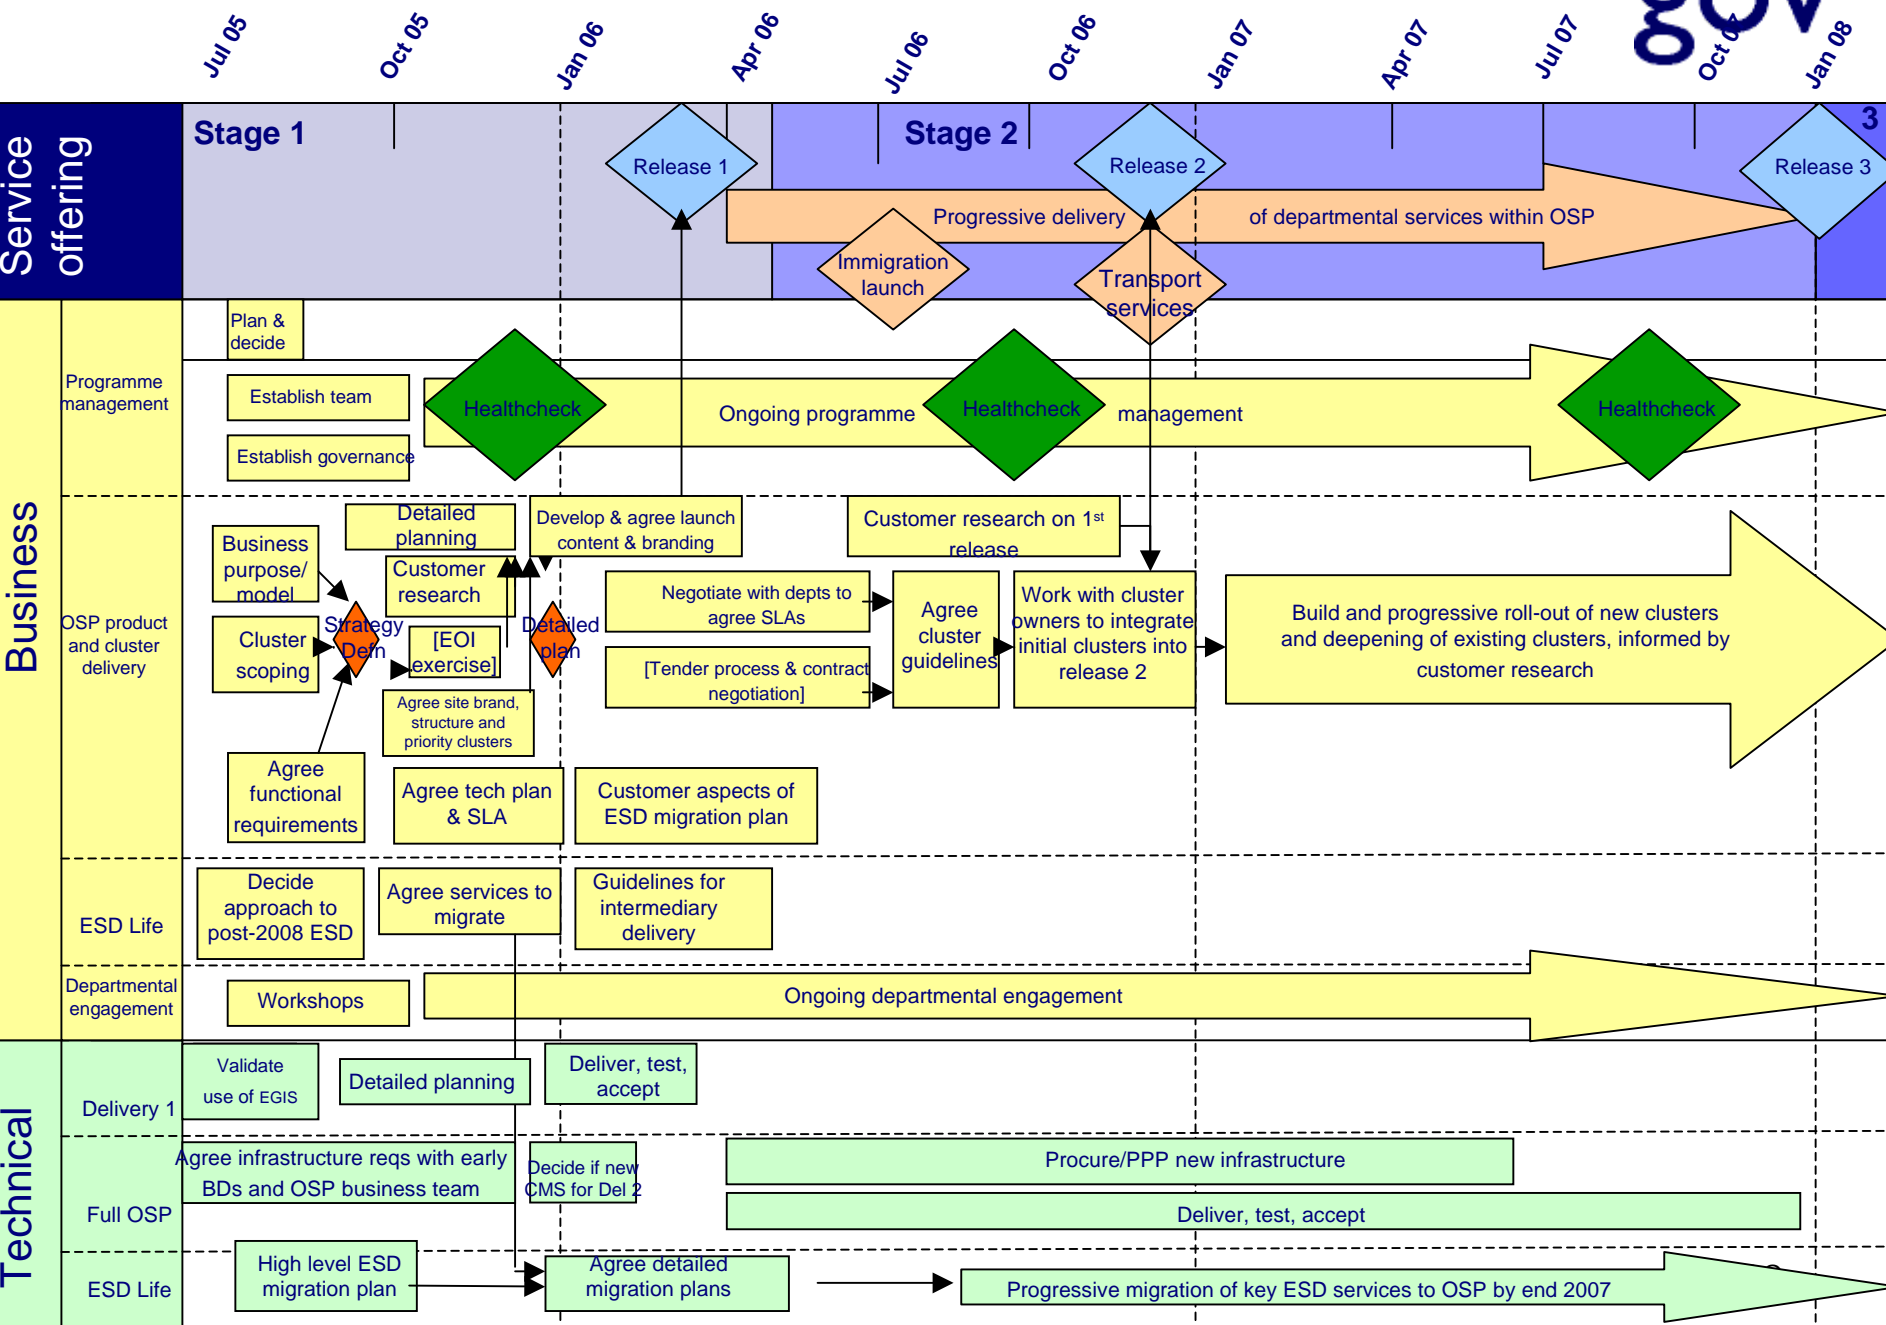 gov
Jul 05
Oct 05
Jan 06
Apr 06
Jul 06
Oct 06
Jan 07
Apr 07
Jul 07
Oct 07
Jan 08
Service
offering
Stage 1
Stage 2
3
Release 1
Release 2
Release 3
Progressive delivery
of departmental services within OSP
Immigration
launch
Transport
services
Business
Programme
management
Plan &
decide
Establish team
Establish governance
Healthcheck
Ongoing programme
Healthcheck
management
Healthcheck
OSP product
and cluster
delivery
Business
purpose/
model
Cluster
scoping
Agree
functional
requirements
Strategy
Defn
Detailed
planning
Customer
research
[EOI
exercise]
Agree site brand,
structure and
priority clusters
Agree tech plan
& SLA
Develop & agree launch
content & branding
Detailed
plan
Negotiate with depts to
agree SLAs
[Tender process & contract
negotiation]
Customer aspects of
ESD migration plan
Customer research on 1st
release
Agree
cluster
guidelines
Work with cluster
owners to integrate
initial clusters into
release 2
Build and progressive roll-out of new clusters
and deepening of existing clusters, informed by
customer research
ESD Life
Decide
approach to
post-2008 ESD
Agree services to
migrate
Guidelines for
intermediary
delivery
Departmental
engagement
Workshops
Ongoing departmental engagement
Technical
Delivery 1
Validate
use of EGIS
Detailed planning
Deliver, test,
accept
Full OSP
Agree infrastructure reqs with early
BDs and OSP business team
Decide if new
CMS for Del 2
Procure/PPP new infrastructure
Deliver, test, accept
ESD Life
High level ESD
migration plan
Agree detailed
migration plans
Progressive migration of key ESD services to OSP by end 2007